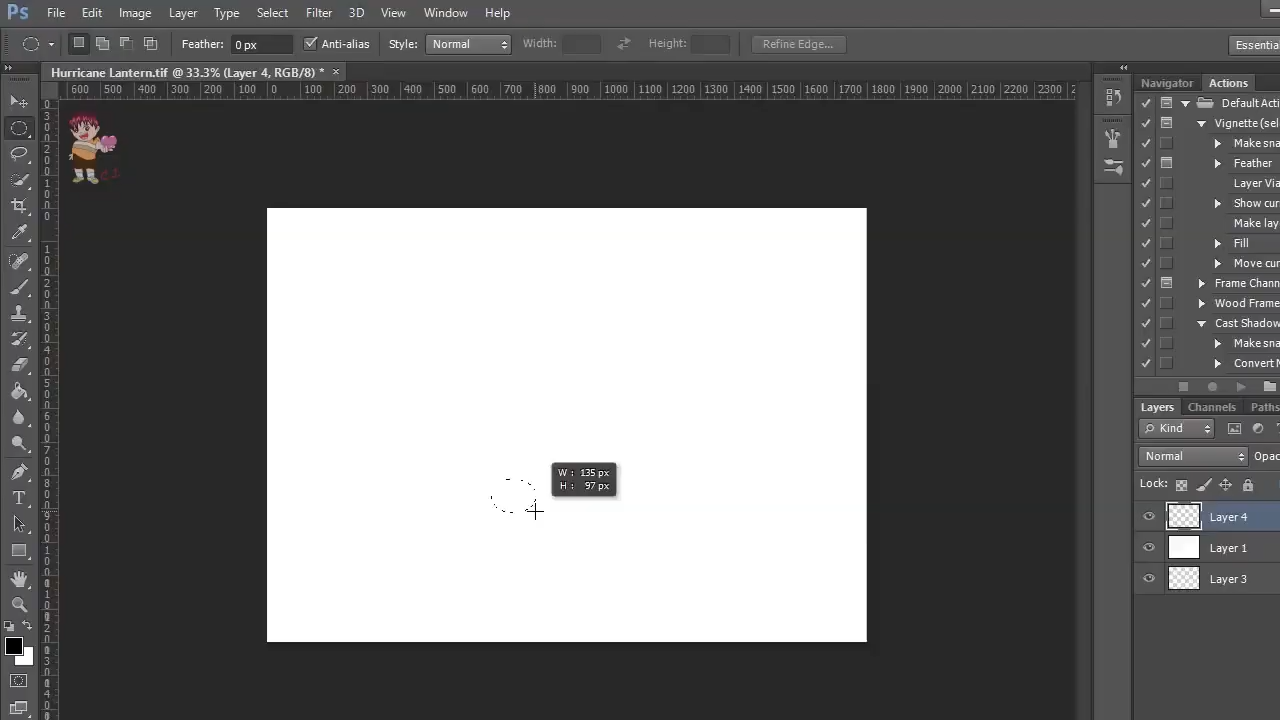 Ps File Edit Image Layer Type Select Filter 3D View Window Help
Feather: 0 px Anti-alias Style: Normal Width: Height: Refine Edge... Essentia
Hurricane Lantern.tif @ 33.3% (Layer 4, RGB/8) * ×
600 500 400 300 200 100 0 100 200 300 400 500 600 700 800 900 1000 1100 1200 1300 1400 1500 1600 1700 1800 1900 2000 2100 2200 2300
Navigator Actions
Default Acti
Vignette (sel
Make sna
Feather
Layer Via
Show cur
Make lay
Fill
Move cur
Frame Chann
Wood Frame
Cast Shadow
Make sna
Convert M
Layers Channels Paths
Kind
Normal Opac
Lock:
Layer 4
Layer 1
Layer 3
W : 135 px
H : 97 px